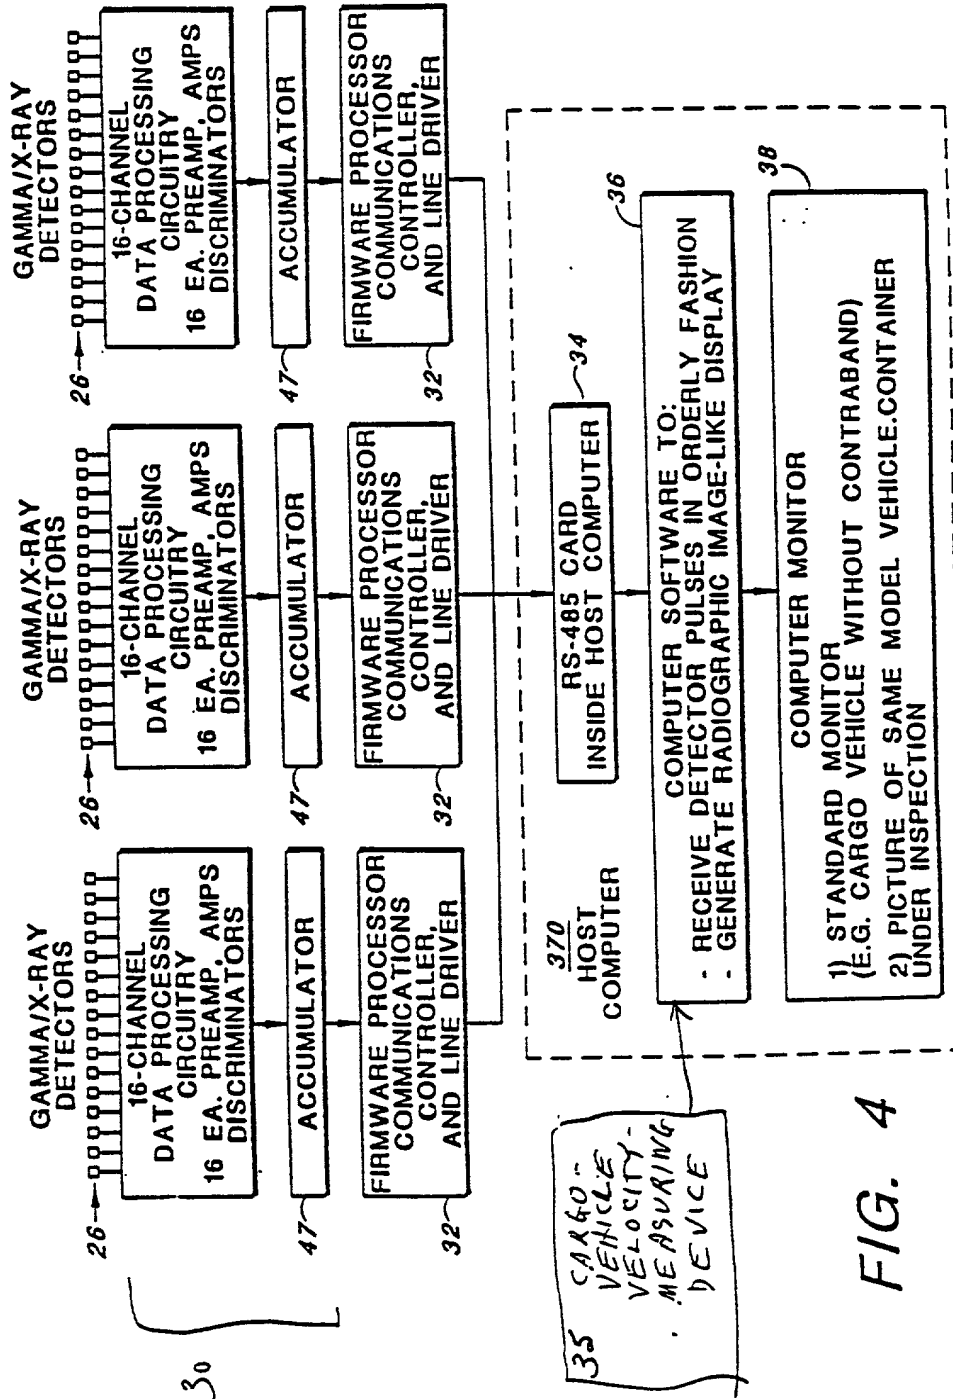 GAMMA/X-RAY
DETECTORS
26
16-CHANNEL
DATA PROCESSING
CIRCUITRY
16 EA. PREAMP, AMPS
DISCRIMINATORS
47
ACCUMULATOR
32
FIRMWARE PROCESSOR
COMMUNICATIONS
CONTROLLER,
AND LINE DRIVER
GAMMA/X-RAY
DETECTORS
26
16-CHANNEL
DATA PROCESSING
CIRCUITRY
16 EA. PREAMP, AMPS
DISCRIMINATORS
47
ACCUMULATOR
32
FIRMWARE PROCESSOR
COMMUNICATIONS
CONTROLLER,
AND LINE DRIVER
GAMMA/X-RAY
DETECTORS
26
16-CHANNEL
DATA PROCESSING
CIRCUITRY
16 EA. PREAMP, AMPS
DISCRIMINATORS
47
ACCUMULATOR
32
FIRMWARE PROCESSOR
COMMUNICATIONS
CONTROLLER,
AND LINE DRIVER
30
370
HOST
COMPUTER
RS-485 CARD
INSIDE HOST COMPUTER
34
35
CARGO-
VEHICLE
VELOCITY-
MEASURING
DEVICE
36
COMPUTER SOFTWARE TO:
- RECEIVE DETECTOR PULSES IN ORDERLY FASHION
- GENERATE RADIOGRAPHIC IMAGE-LIKE DISPLAY
38
COMPUTER MONITOR
1) STANDARD MONITOR
(E.G. CARGO VEHICLE WITHOUT CONTRABAND)
2) PICTURE OF SAME MODEL VEHICLE.CONTAINER
UNDER INSPECTION
FIG. 4